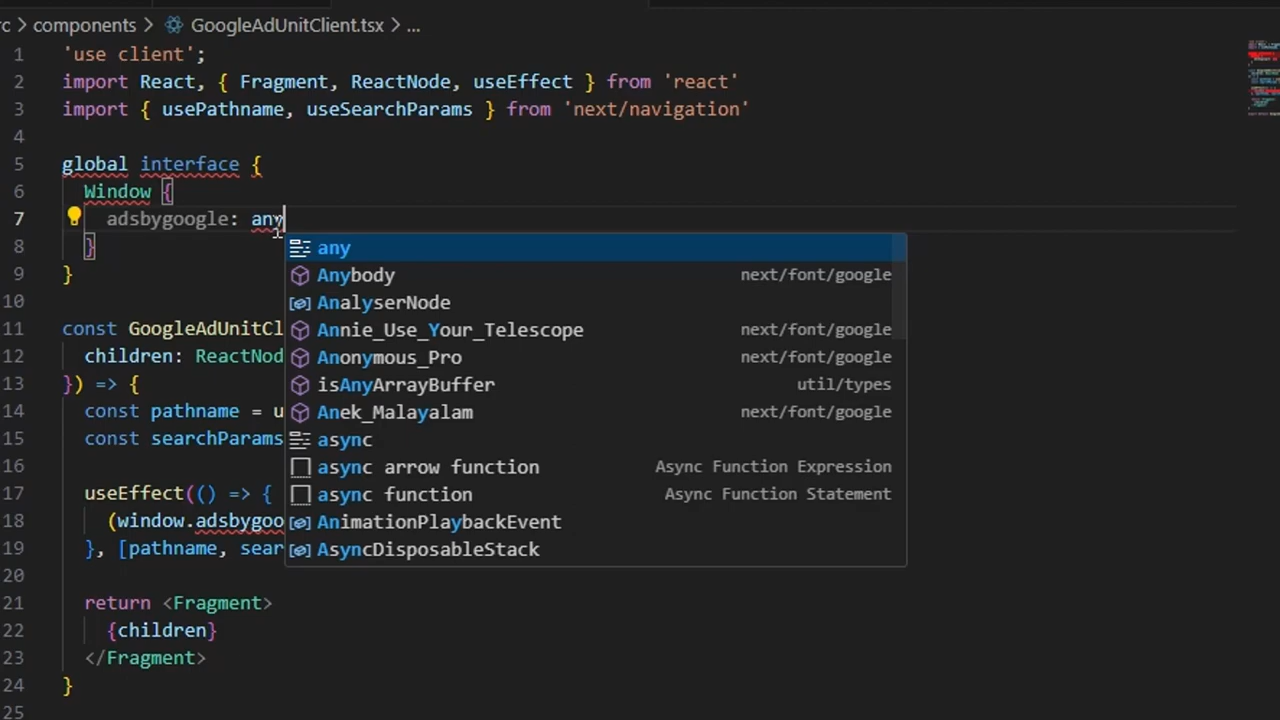 rc > components > GoogleAdUnitClient.tsx > ...
1 'use client';
2 import React, { Fragment, ReactNode, useEffect } from 'react'
3 import { usePathname, useSearchParams } from 'next/navigation'
4
5 global interface {
6 Window {
7 adsbygoogle: any
8 }
9 }
10
11 const GoogleAdUnitCl
12 children: ReactNod
13 }) => {
14 const pathname = u
15 const searchParams
16
17 useEffect(() => {
18 (window.adsbygoo
19 }, [pathname, sear
20
21 return <Fragment>
22 {children}
23 </Fragment>
24 }
25
any
Anybody next/font/google
AnalyserNode
Annie_Use_Your_Telescope next/font/google
Anonymous_Pro next/font/google
isAnyArrayBuffer util/types
Anek_Malayalam next/font/google
async
async arrow function Async Function Expression
async function Async Function Statement
AnimationPlaybackEvent
AsyncDisposableStack